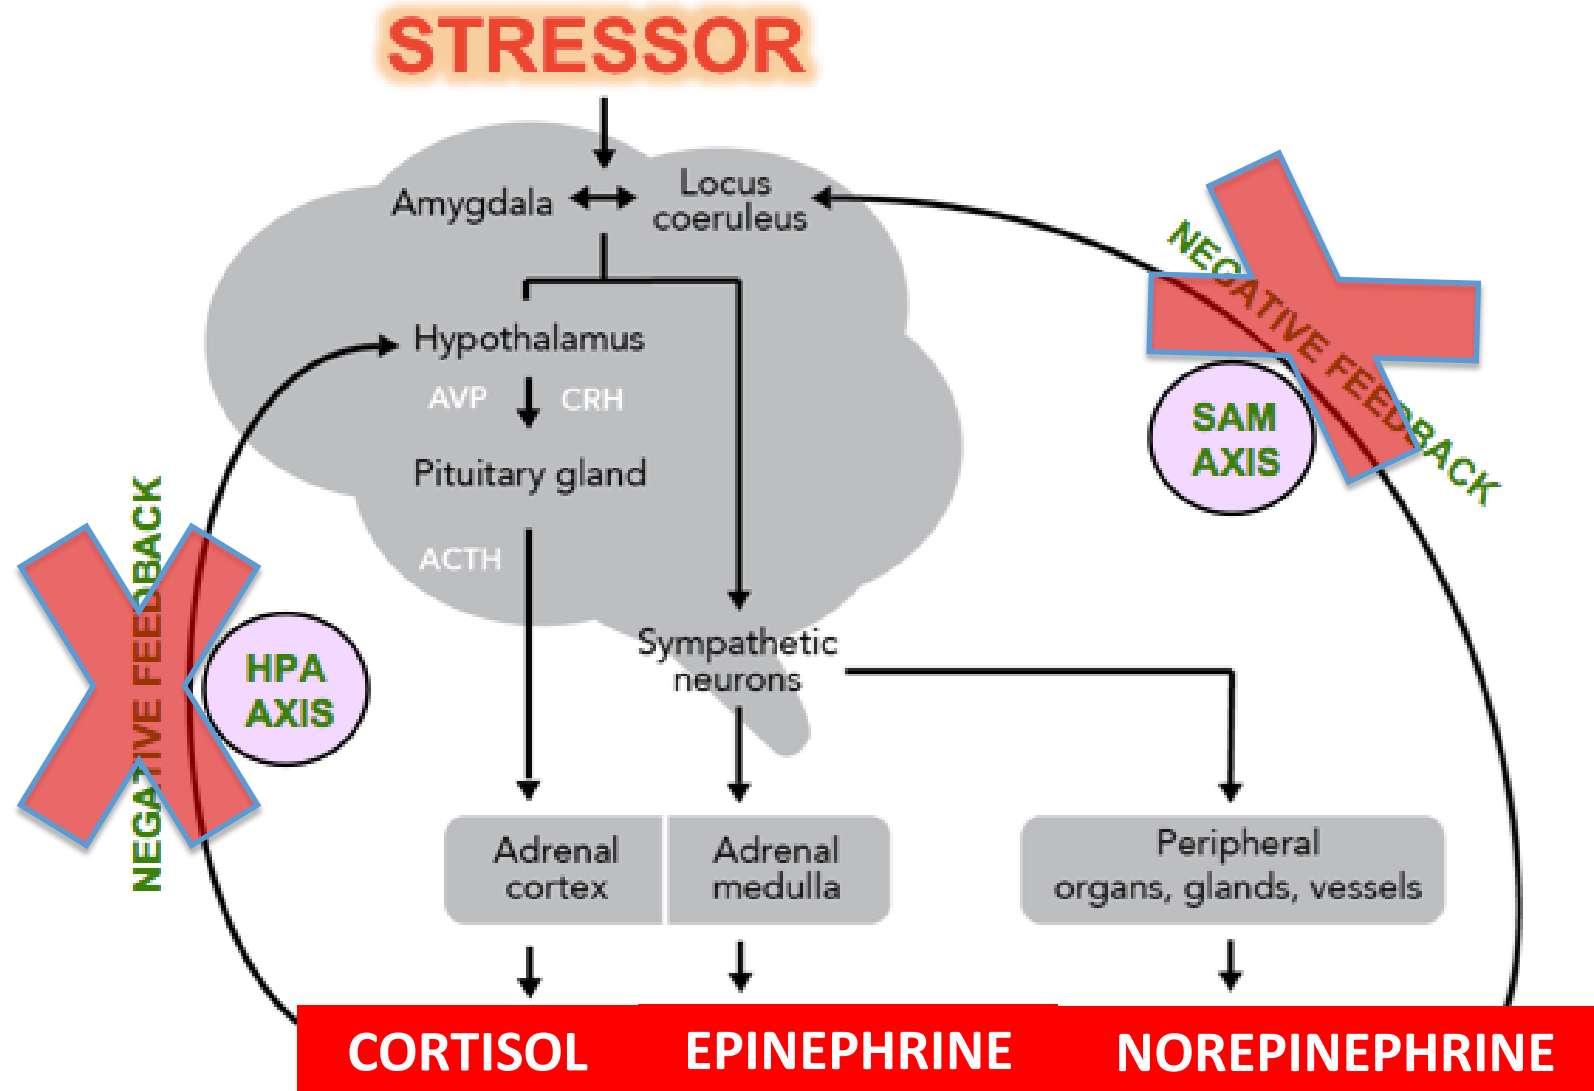 STRESSOR
Amygdala
Locus
coeruleus
NEGATIVE FEEDBACK
Hypothalamus
AVP
CRH
SAM
AXIS
Pituitary gland
NEGATIVE FEEDBACK
ACTH
HPA
AXIS
Sympathetic
neurons
Adrenal
cortex
Adrenal
medulla
Peripheral
organs, glands, vessels
CORTISOL
EPINEPHRINE
NOREPINEPHRINE